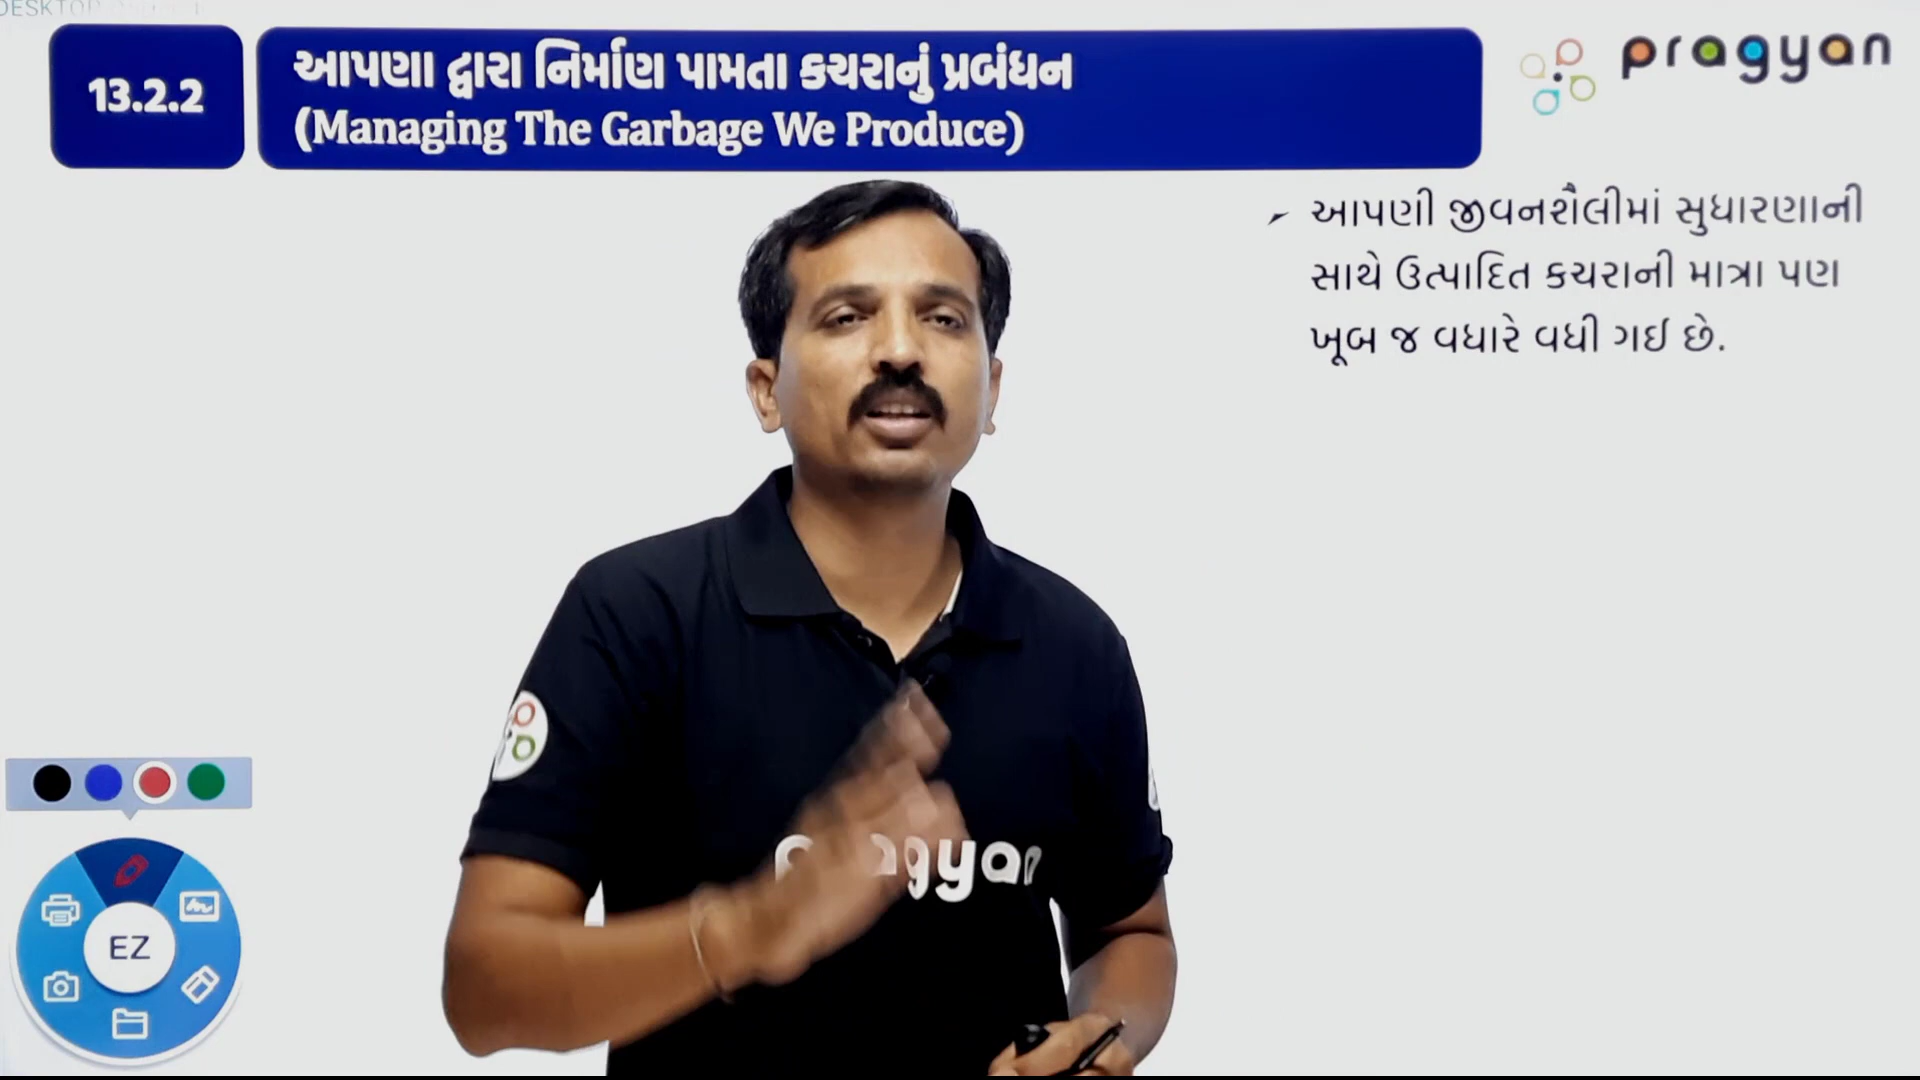 13.2.2
આપણા દ્વારા નિર્માણ પામતા કચરાનું પ્રબંધન
(Managing The Garbage We Produce)
pragyan
આપણી જીવનશૈલીમાં સુધારણાની
સાથે ઉત્પાદિત કચરાની માત્રા પણ
ખૂબ જ વધારે વધી ગઈ છે.
EZ